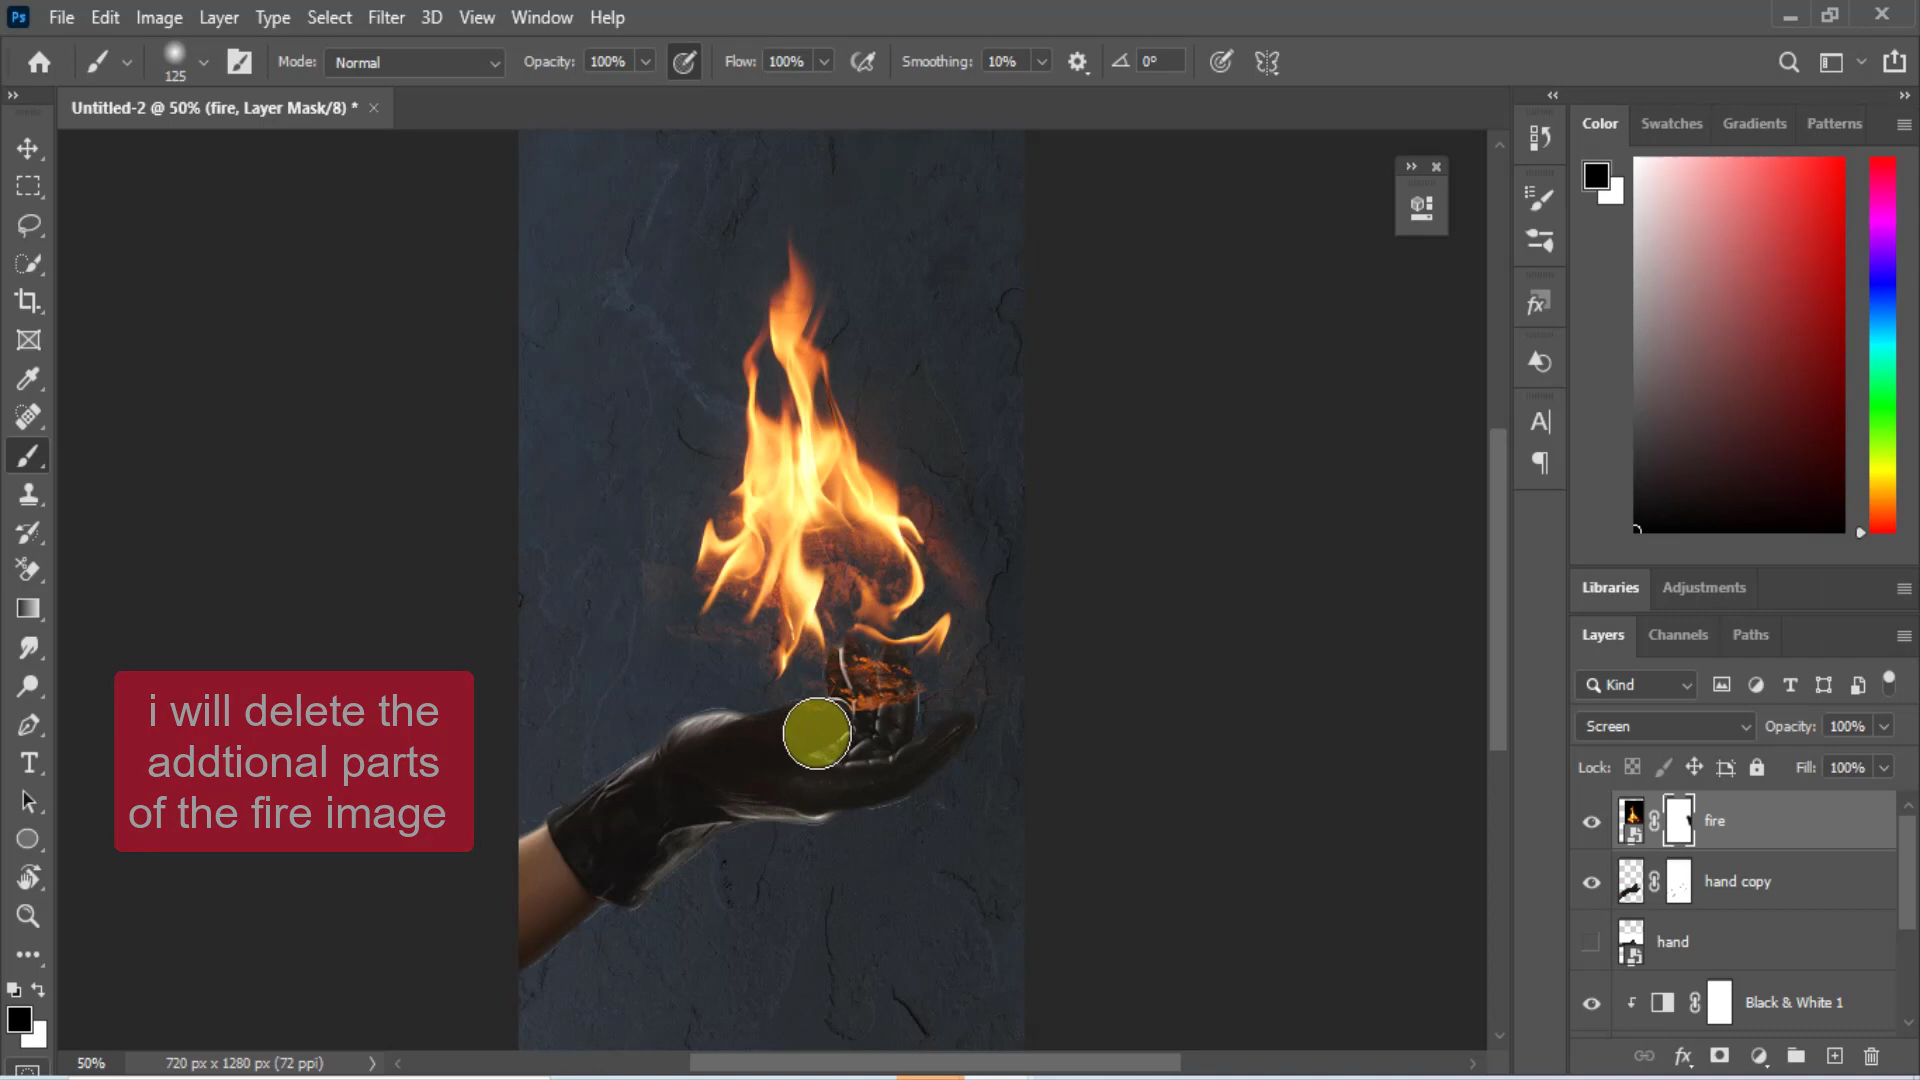 Ps File Edit Image Layer Type Select Filter 3D View Window Help
125 Mode: Normal Opacity: 100% Flow: 100% Smoothing: 10% 0°
Untitled-2 @ 50% (fire, Layer Mask/8) *
Color Swatches Gradients Patterns
Libraries Adjustments
Layers Channels Paths
Kind
Screen Opacity: 100%
Lock: Fill: 100%
fire
hand copy
hand
Black & White 1
i will delete the
addtional parts
of the fire image
50% 720 px x 1280 px (72 ppi)